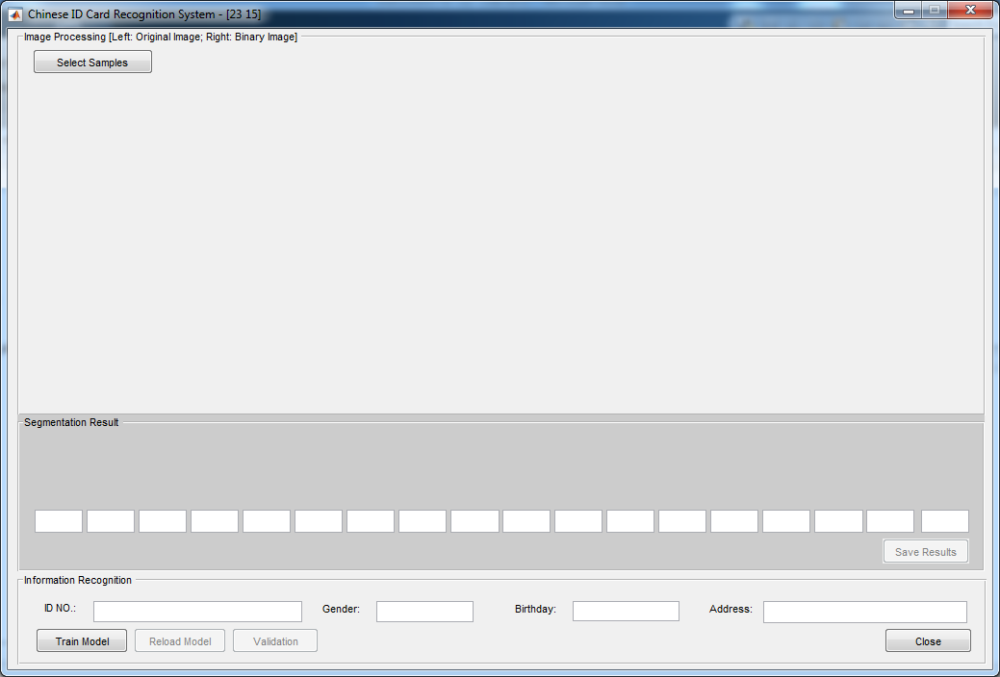 Chinese ID Card Recognition System - [23 15]
Image Processing [Left: Original Image; Right: Binary Image]
Select Samples
Segmentation Result
Save Results
Information Recognition
ID NO.: Gender: Birthday: Address:
Train Model Reload Model Validation Close